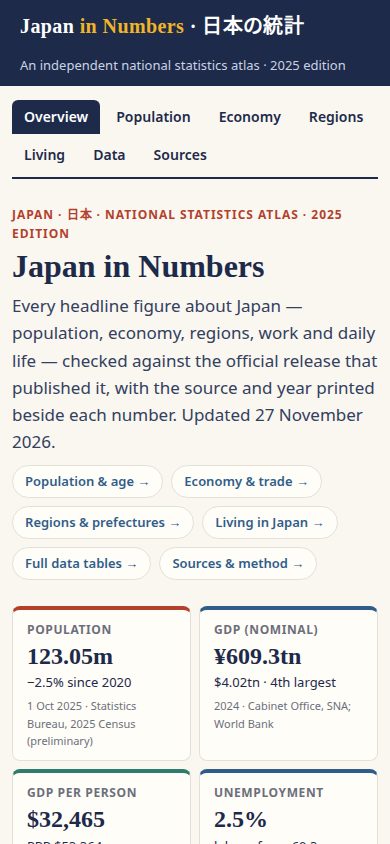 Japan in Numbers · 日本の統計
An independent national statistics atlas · 2025 edition
Overview
Population
Economy
Regions
Living
Data
Sources
JAPAN · 日本 · NATIONAL STATISTICS ATLAS · 2025
EDITION
Japan in Numbers
Every headline figure about Japan —
population, economy, regions, work and daily
life — checked against the official release that
published it, with the source and year printed
beside each number. Updated 27 November
2026.
Population & age →
Economy & trade →
Regions & prefectures →
Living in Japan →
Full data tables →
Sources & method →
POPULATION
123.05m
−2.5% since 2020
1 Oct 2025 · Statistics
Bureau, 2025 Census
(preliminary)
GDP (NOMINAL)
¥609.3tn
$4.02tn · 4th largest
2024 · Cabinet Office, SNA;
World Bank
GDP PER PERSON
$32,465
UNEMPLOYMENT
2.5%